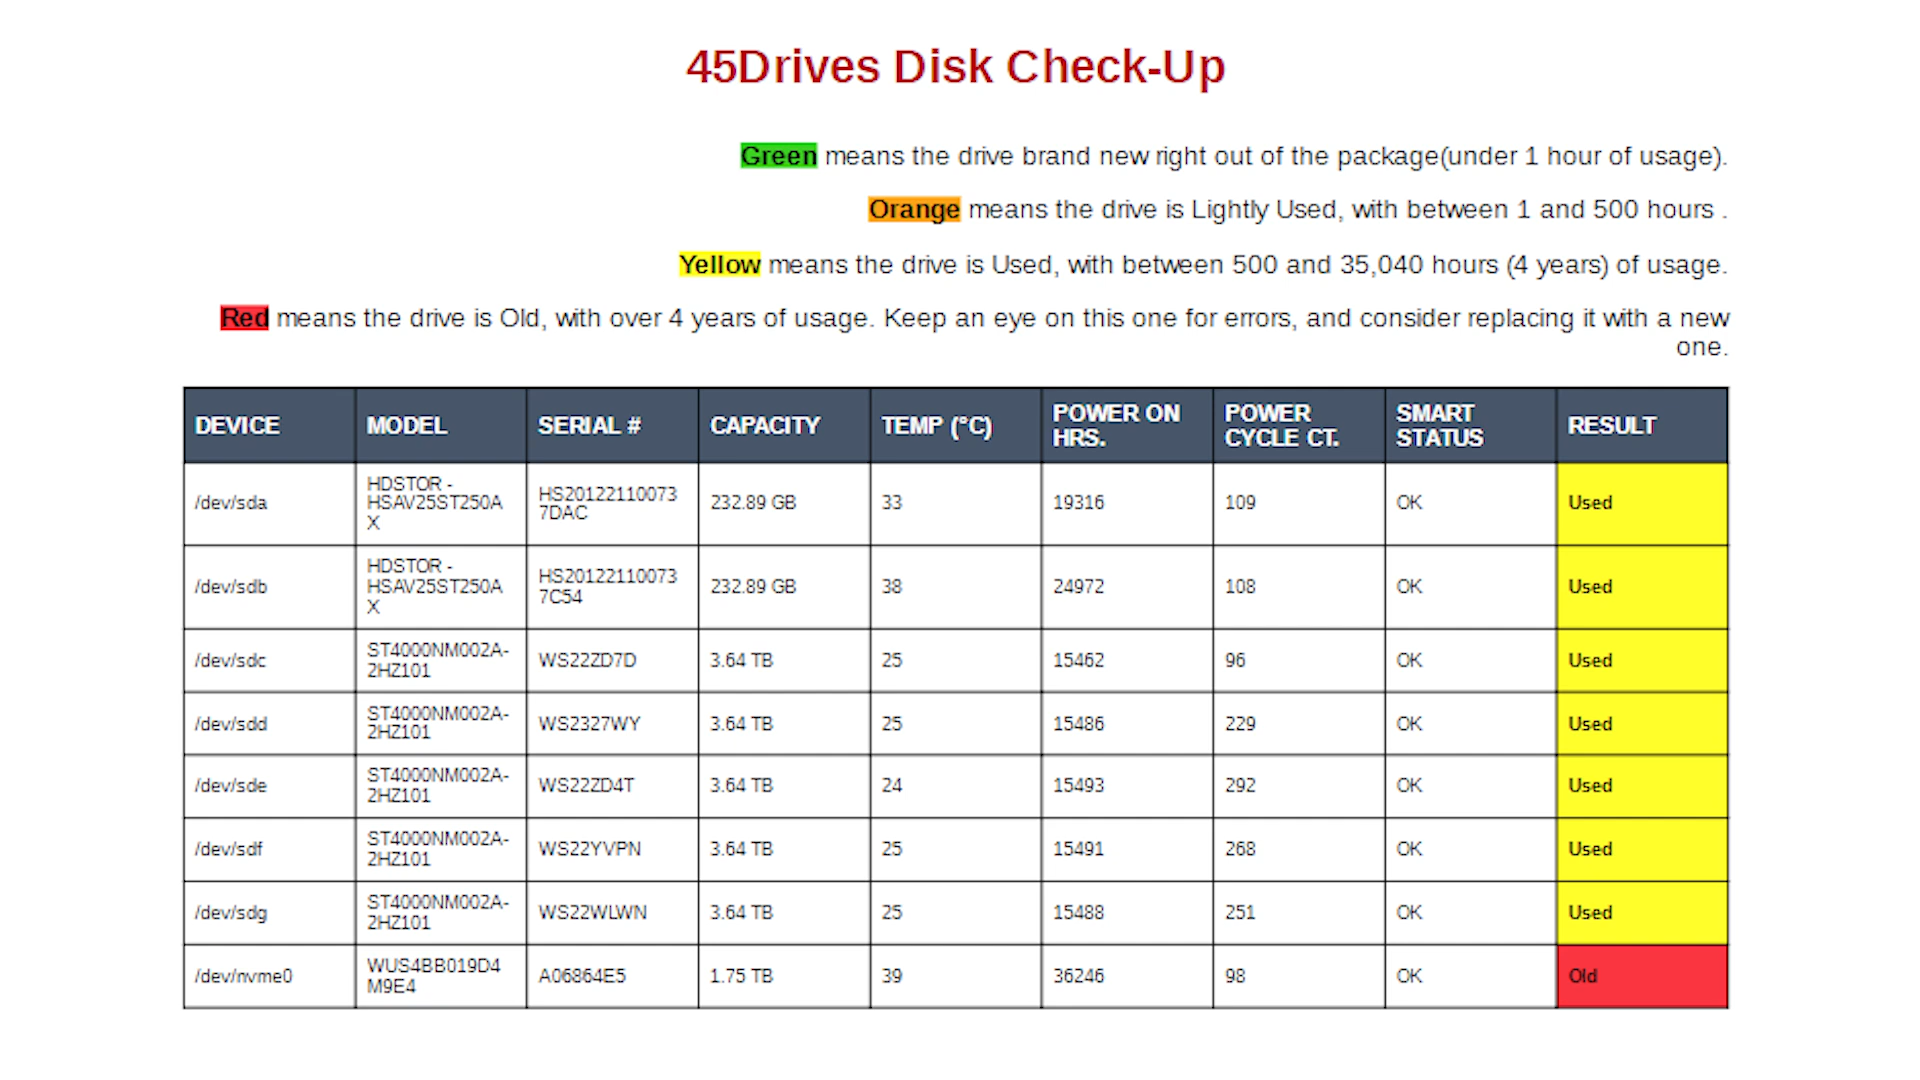 45Drives Disk Check-Up
Green means the drive brand new right out of the package(under 1 hour of usage).
Orange means the drive is Lightly Used, with between 1 and 500 hours .
Yellow means the drive is Used, with between 500 and 35,040 hours (4 years) of usage.
Red means the drive is Old, with over 4 years of usage. Keep an eye on this one for errors, and consider replacing it with a new
one.
DEVICE MODEL SERIAL # CAPACITY TEMP (°C) POWER ON HRS. POWER CYCLE CT. SMART STATUS RESULT
/dev/sda HDSTOR - HSAV25ST250AX HS201221100737DAC 232.89 GB 33 19316 109 OK Used
/dev/sdb HDSTOR - HSAV25ST250AX HS201221100737C54 232.89 GB 38 24972 108 OK Used
/dev/sdc ST4000NM002A-2HZ101 WS22ZD7D 3.64 TB 25 15462 96 OK Used
/dev/sdd ST4000NM002A-2HZ101 WS2327WY 3.64 TB 25 15486 229 OK Used
/dev/sde ST4000NM002A-2HZ101 WS22ZD4T 3.64 TB 24 15493 292 OK Used
/dev/sdf ST4000NM002A-2HZ101 WS22YVPN 3.64 TB 25 15491 268 OK Used
/dev/sdg ST4000NM002A-2HZ101 WS22WLWN 3.64 TB 25 15488 251 OK Used
/dev/nvme0 WUS4BB019D4M9E4 A06864E5 1.75 TB 39 36246 98 OK Old